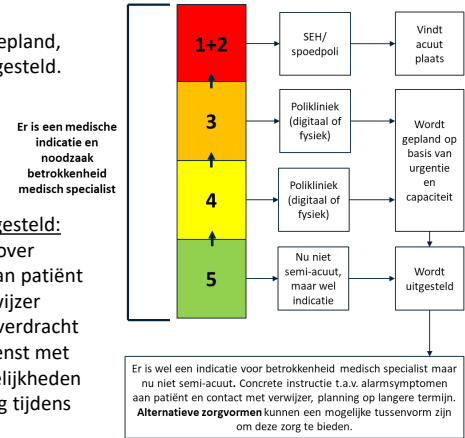 epland,
gesteld.
Er is een medische
indicatie en
noodzaak
betrokkenheid
medisch specialist
gesteld:
over
an patiënt
vijzer
verdracht
enst met
elijkheden
g tijdens
1+2
SEH/
spoedpoli
Vindt
acuut
plaats
3
Polikliniek
(digitaal of
fysiek)
Wordt
gepland op
basis van
urgentie
en
capaciteit
4
Polikliniek
(digitaal of
fysiek)
5
Nu niet
semi-acuut,
maar wel
indicatie
Wordt
uitgesteld
Er is wel een indicatie voor betrokkenheid medisch specialist maar
nu niet semi-acuut. Concrete instructie t.a.v. alarmsymptomen
aan patiënt en contact met verwijzer, planning op langere termijn.
Alternatieve zorgvormen kunnen een mogelijke tussenvorm zijn
om deze zorg te bieden.